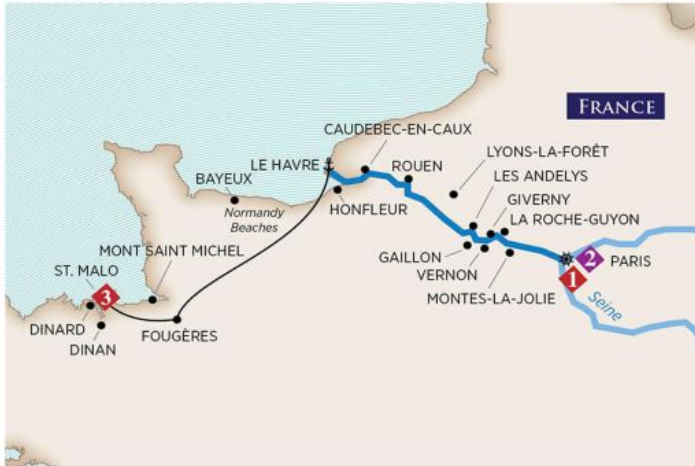 FRANCE
CAUDEBEC-EN-CAUX
LYONS-LA-FORÊT
LE HAVRE
ROUEN
LES ANDELYS
BAYEUX
GIVERNY
Normandy
Beaches
HONFLEUR
LA ROCHE-GUYON
MONT SAINT MICHEL
GAILLON
2
PARIS
ST. MALO
VERNON
1
MONTES-LA-JOLIE
3
Seine
DINARD
FOUGÈRES
DINAN